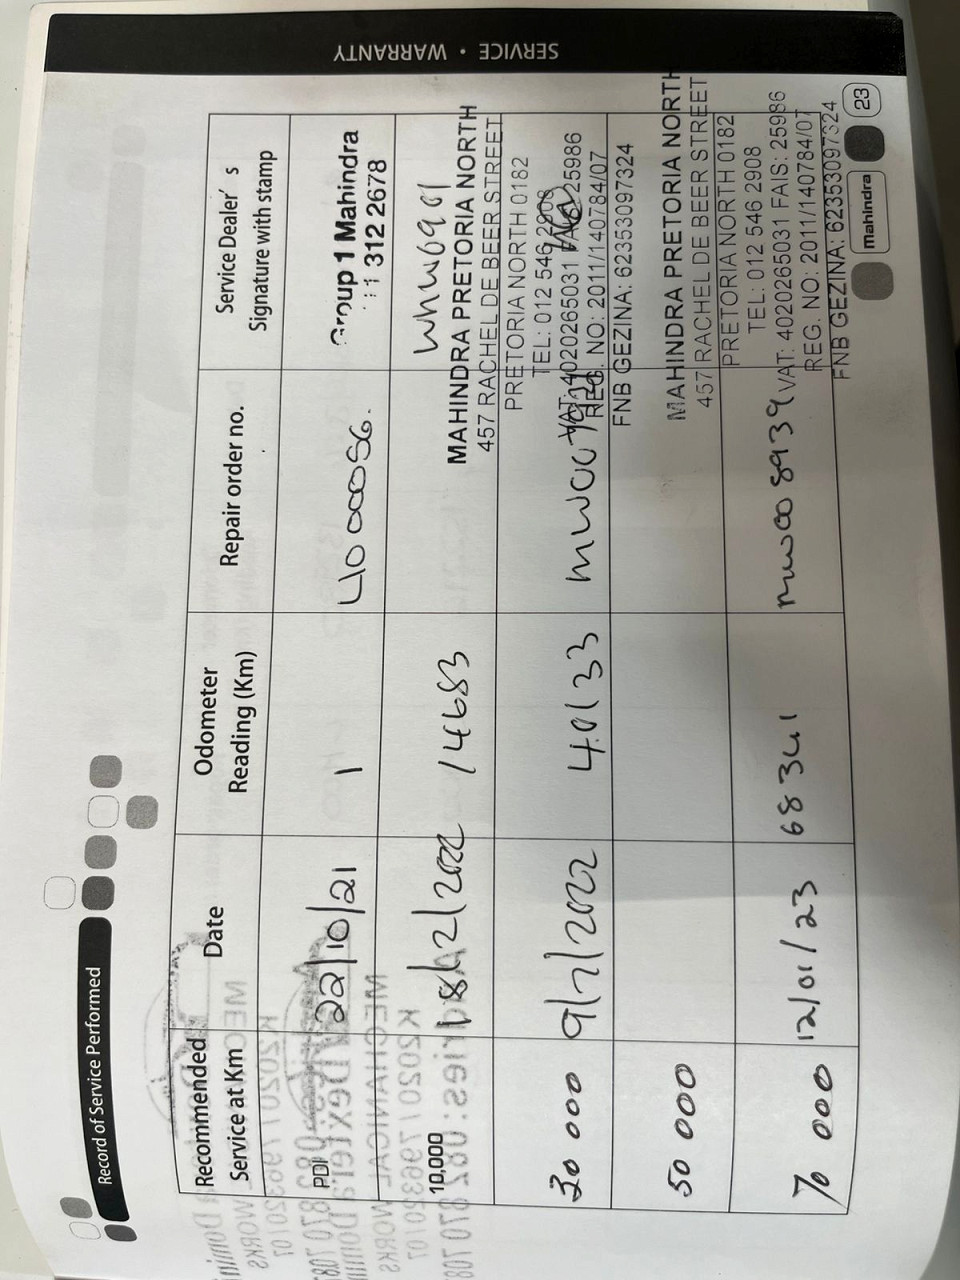 SERVICE • WARRANTY
Record of Service Performed
Recommended Service at Km
Date
Odometer Reading (Km)
Repair order no.
Service Dealer's Signature with stamp
PDI
22/10/21
1
Group 1 Mahindra
312 2678
10,000
18/2/2022
14683
MAHINDRA PRETORIA NORTH
457 RACHEL DE BEER STREET
PRETORIA NORTH 0182
TEL: 012 546 2908
VAT: 4020265031 FAIS: 25986
REG. NO: 2011/140784/07
FNB GEZINA: 62353097324
30 000
9/7/2022
40133
50 000
70 000
12/01/23
68341
MW008939
MAHINDRA PRETORIA NORTH
457 RACHEL DE BEER STREET
PRETORIA NORTH 0182
TEL: 012 546 2908
VAT: 4020265031 FAIS: 25986
REG. NO: 2011/140784/07
FNB GEZINA: 62353097324
mahindra
23